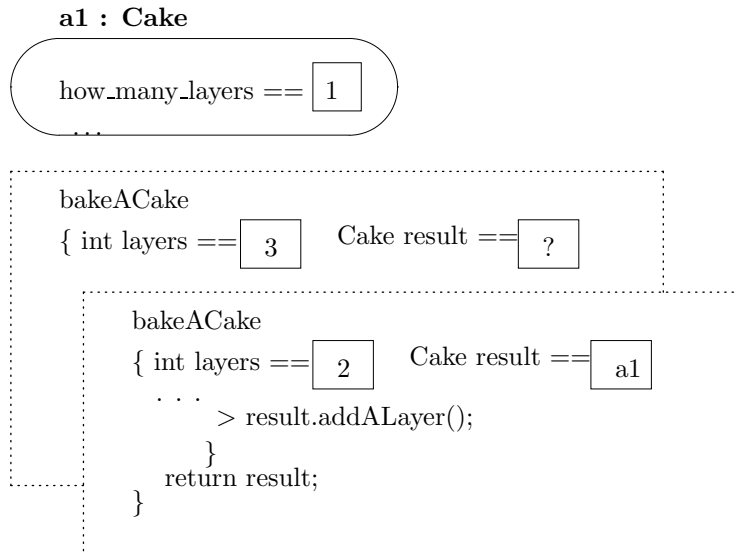 a1 : Cake
how_many_layers == 1
. . .
bakeACake
{ int layers == 3 Cake result == ?
bakeACake
{ int layers == 2 Cake result == a1
. . .
> result.addALayer();
}
return result;
}